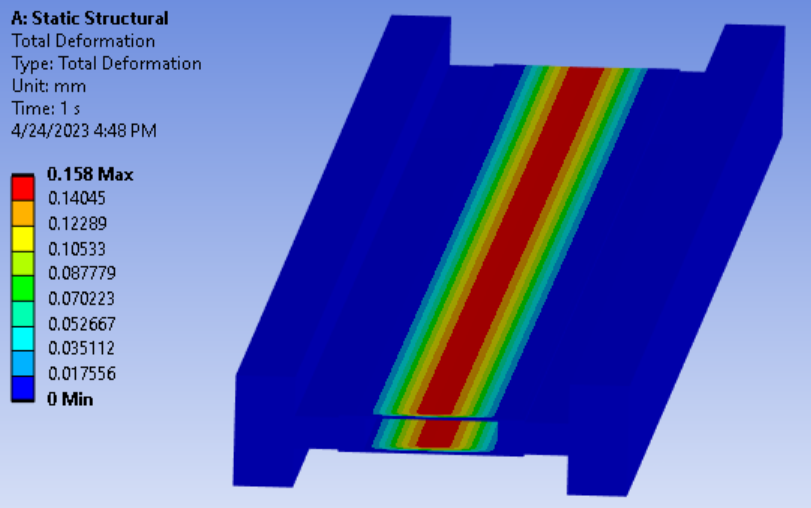 A: Static Structural
Total Deformation
Type: Total Deformation
Unit: mm
Time: 1 s
4/24/2023 4:48 PM
0.158 Max
0.14045
0.12289
0.10533
0.087779
0.070223
0.052667
0.035112
0.017556
0 Min